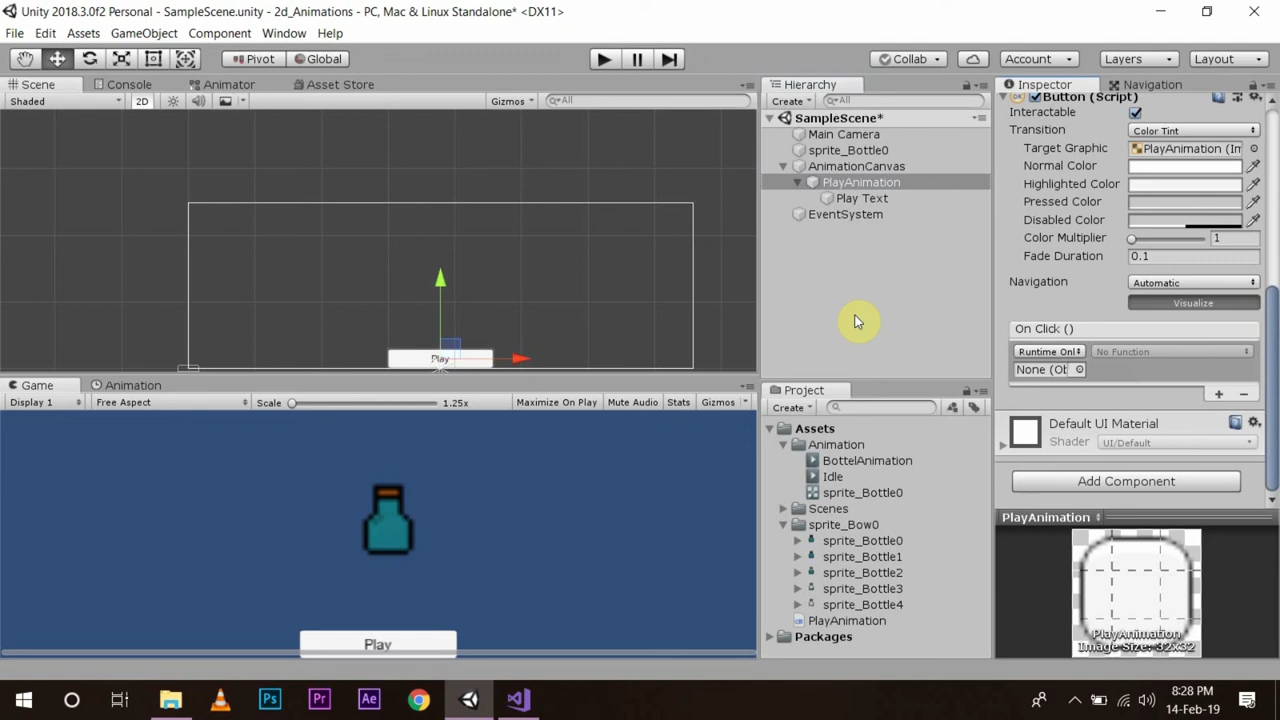 Unity 2018.3.0f2 Personal - SampleScene.unity - 2d_Animations - PC, Mac & Linux Standalone* <DX11>
File Edit Assets GameObject Component Window Help
Pivot Global Collab Account Layers Layout
Scene Console Animator Asset Store
Shaded 2D Gizmos All
Play
Hierarchy
Create All
SampleScene*
Main Camera
sprite_Bottle0
AnimationCanvas
PlayAnimation
Play Text
EventSystem
Inspector Navigation
Button (Script)
Interactable
Transition Color Tint
Target Graphic PlayAnimation (Im
Normal Color
Highlighted Color
Pressed Color
Disabled Color
Color Multiplier 1
Fade Duration 0.1
Navigation Automatic
Visualize
On Click ()
Runtime Onl No Function
None (Ob
+ -
Default UI Material
Shader UI/Default
Add Component
PlayAnimation
PlayAnimation
Image Size: 32x32
Game Animation
Display 1 Free Aspect Scale 1.25x Maximize On Play Mute Audio Stats Gizmos
Play
Project
Create
Assets
Animation
BottelAnimation
Idle
sprite_Bottle0
Scenes
sprite_Bow0
sprite_Bottle0
sprite_Bottle1
sprite_Bottle2
sprite_Bottle3
sprite_Bottle4
PlayAnimation
Packages
Ps Pr Ae
8:28 PM
14-Feb-19